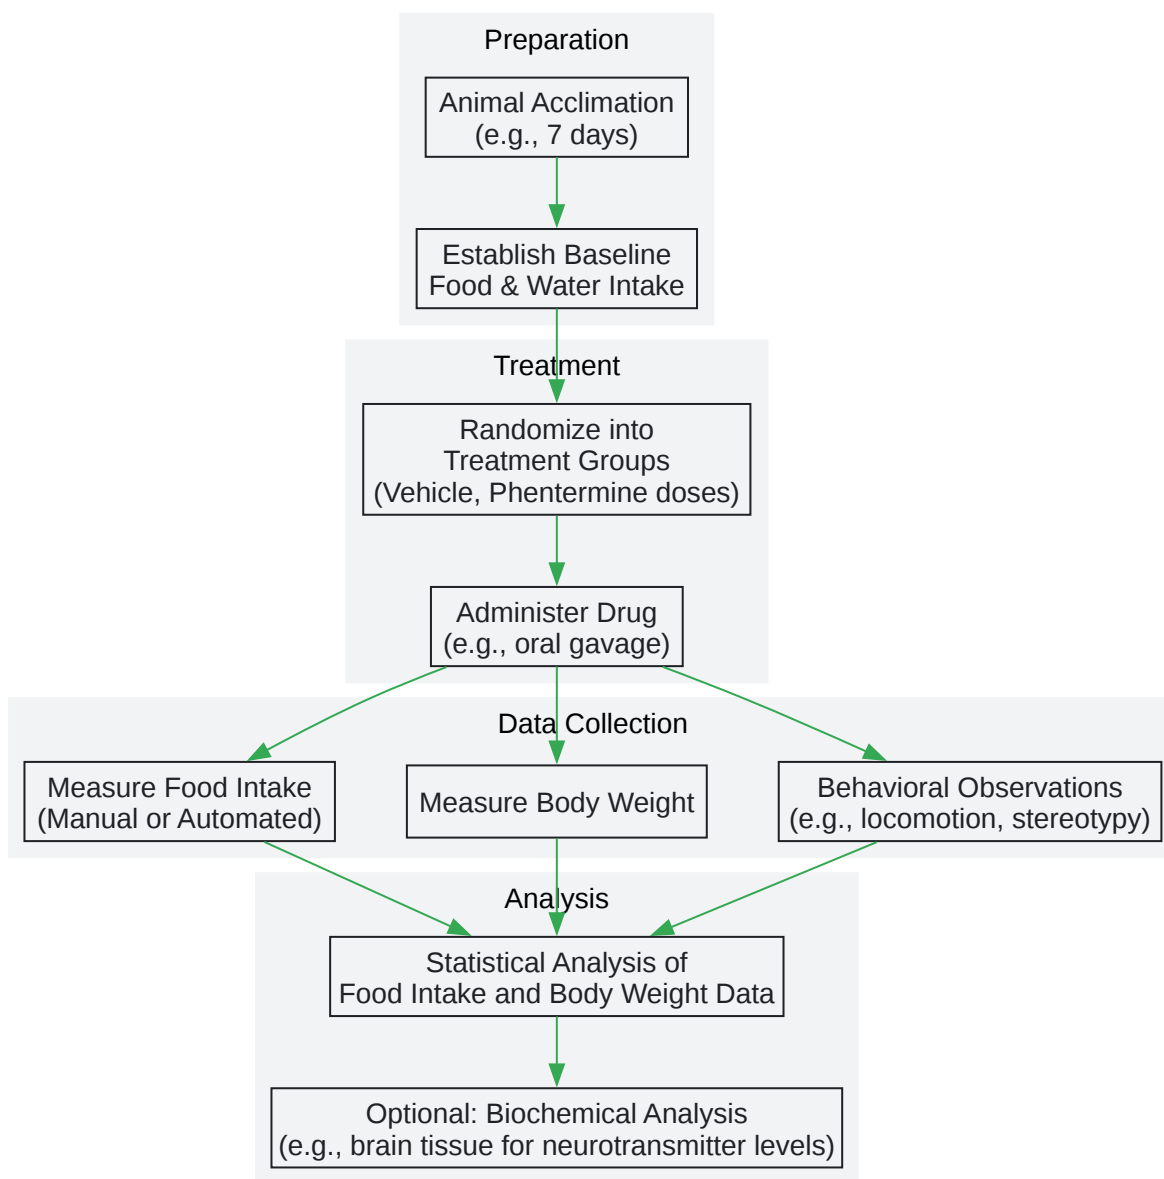 Preparation
Animal Acclimation
(e.g., 7 days)
Establish Baseline
Food & Water Intake
Treatment
Randomize into
Treatment Groups
(Vehicle, Phentermine doses)
Administer Drug
(e.g., oral gavage)
Data Collection
Measure Food Intake
(Manual or Automated)
Measure Body Weight
Behavioral Observations
(e.g., locomotion, stereotypy)
Analysis
Statistical Analysis of
Food Intake and Body Weight Data
Optional: Biochemical Analysis
(e.g., brain tissue for neurotransmitter levels)